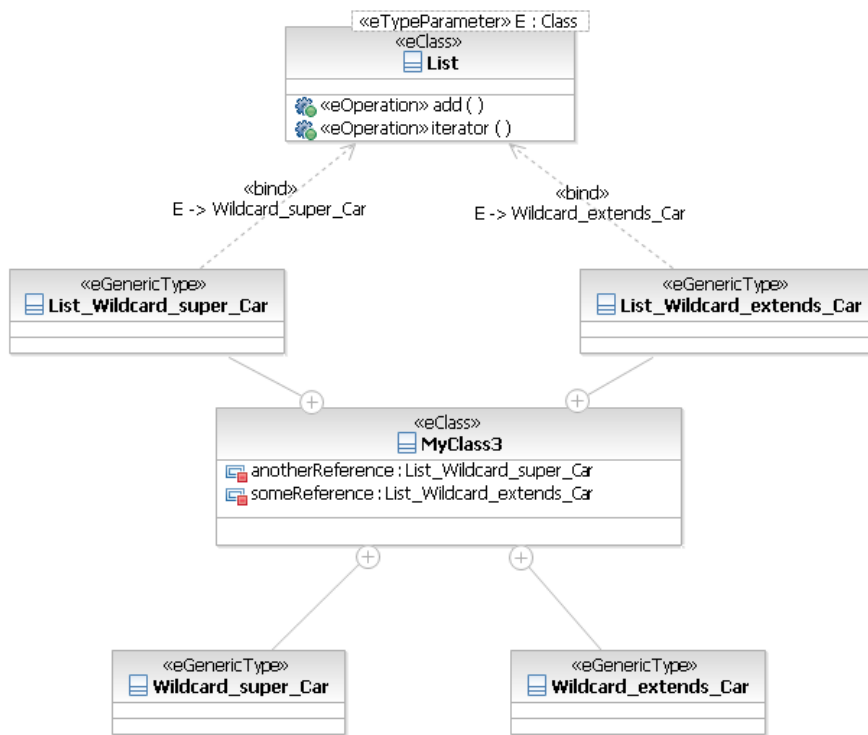 «eTypeParameter» E : Class
«eClass»
List
«eOperation» add ( )
«eOperation» iterator ( )
«bind»
E -> Wildcard_super_Car
«bind»
E -> Wildcard_extends_Car
«eGenericType»
List_Wildcard_super_Car
«eGenericType»
List_Wildcard_extends_Car
«eClass»
MyClass3
anotherReference : List_Wildcard_super_Car
someReference : List_Wildcard_extends_Car
«eGenericType»
Wildcard_super_Car
«eGenericType»
Wildcard_extends_Car